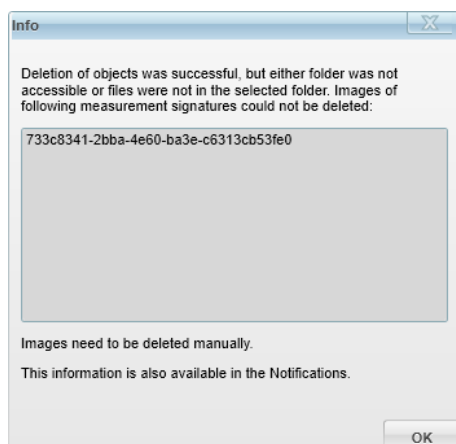 Info
Deletion of objects was successful, but either folder was not
accessible or files were not in the selected folder. Images of
following measurement signatures could not be deleted:
733c8341-2bba-4e60-ba3e-c6313cb53fe0
Images need to be deleted manually.
This information is also available in the Notifications.
OK